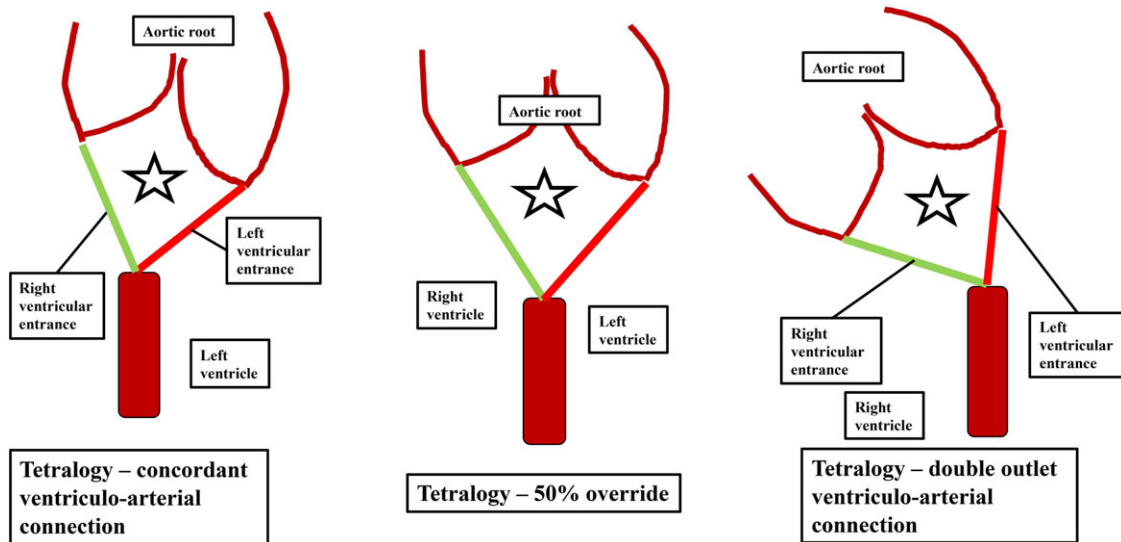 Aortic root
Left
ventricular
entrance
Right
ventricular
entrance
Left
ventricle
Tetralogy – concordant
ventriculo-arterial
connection
Aortic root
Right
ventricle
Left
ventricle
Tetralogy – 50% override
Aortic root
Right
ventricular
entrance
Left
ventricular
entrance
Right
ventricle
Tetralogy – double outlet
ventriculo-arterial
connection